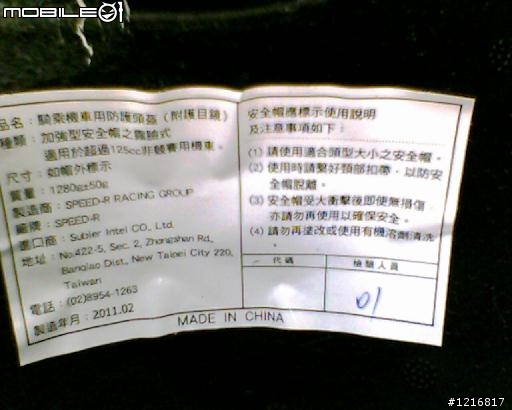 MOBILE01
品名：騎乘機車用防護頭盔(附護目鏡)
種類：加強型安全帽之露臉式
適用於超過125cc非競賽用機車。
尺寸：如帽外標示
質量：1280g±50g
製造商：SPEED-R RACING GROUP
廠牌：SPEED-R
進口商：Subler Intel CO., Ltd.
地址：No.422-5, Sec. 2, Zhongshan Rd.,
Banqiao Dist., New Taipei City 220,
Taiwan
電話：(02)8954-1263
製造年月：2011.02
安全帽應標示使用說明
及注意事項如下：
(1) 請使用適合頭型大小之安全帽。
(2) 使用時請繫好頸部扣帶，以防安
全帽脫離。
(3) 安全帽受大衝擊後即使無損傷
亦請勿再使用以確保安全。
(4) 請勿再塗改或使用有機溶劑清洗
。
代碼 檢驗人員
01
MADE IN CHINA
#1216817